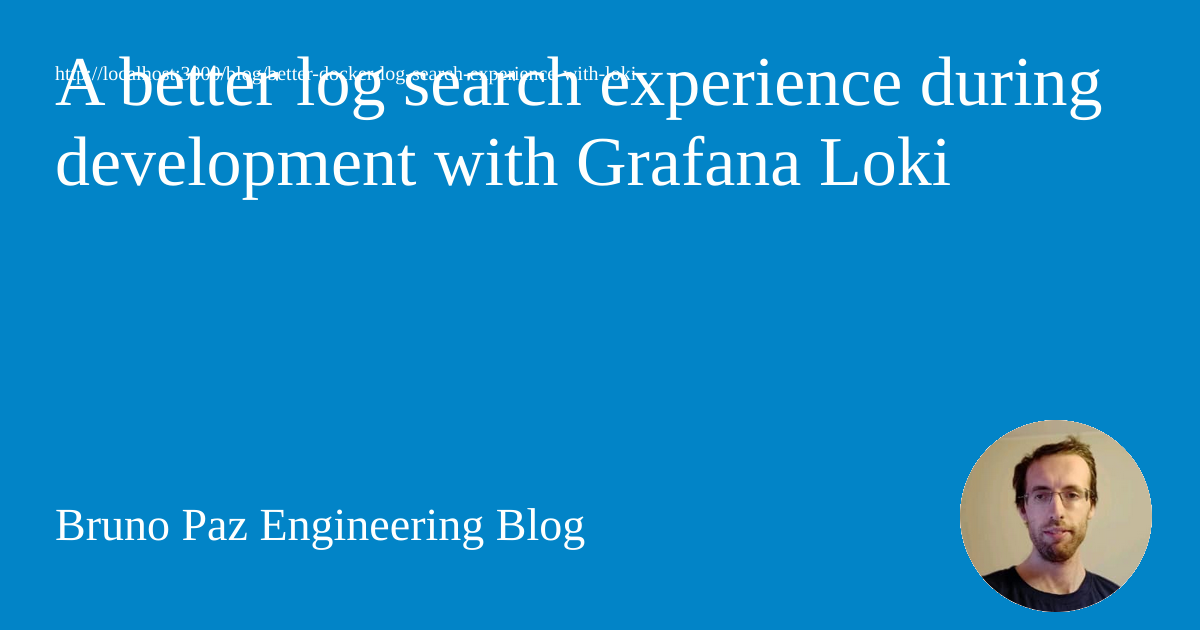 http://localhost:3000/blog/better-docker-log-search-experience-with-loki
A better log search experience during
development with Grafana Loki
Bruno Paz Engineering Blog